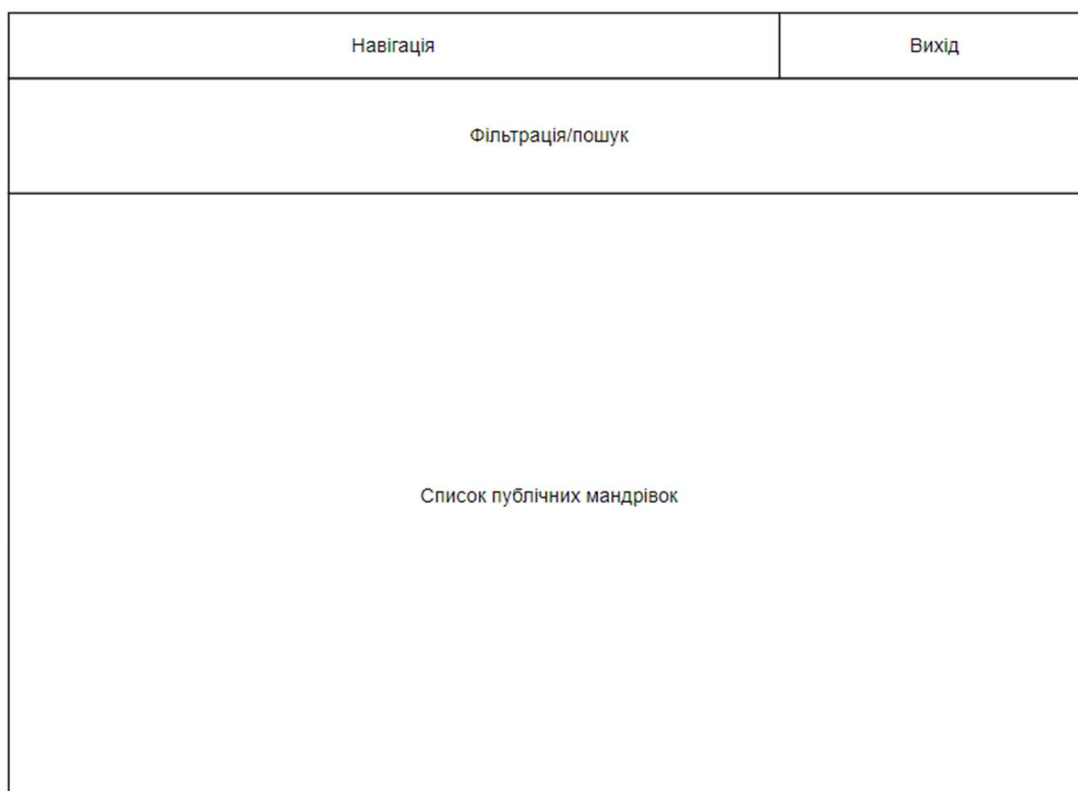 Навігація
Вихід
Фільтрація/пошук
Список публічних мандрівок